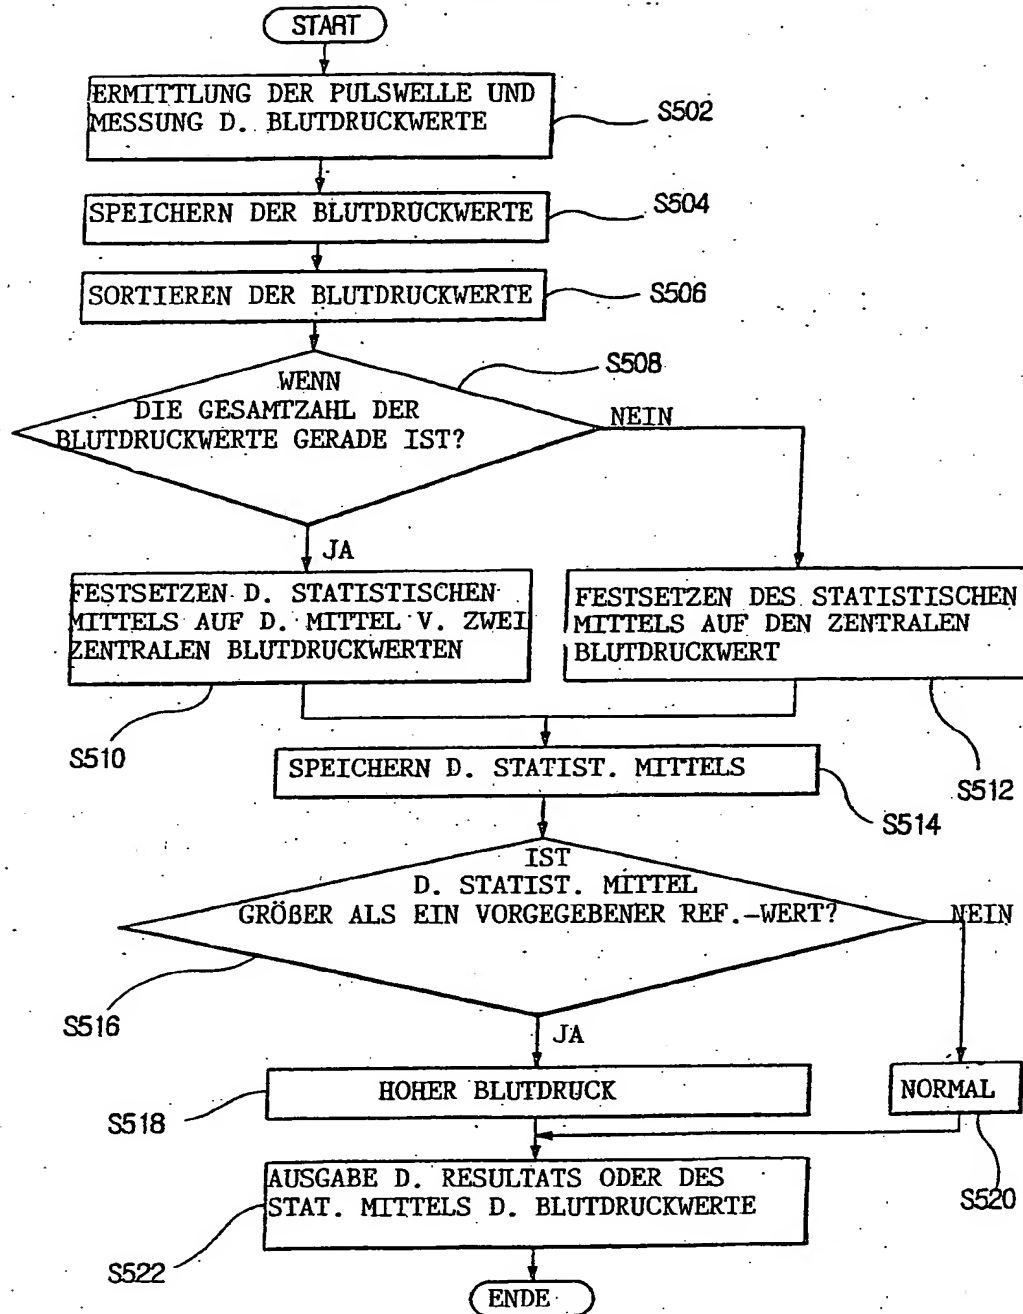 START
ERMITTLUNG DER PULSWELLE UND
MESSUNG D. BLUTDRUCKWERTE
S502
SPEICHERN DER BLUTDRUCKWERTE
S504
SORTIEREN DER BLUTDRUCKWERTE
S506
WENN
DIE GESAMTZAHL DER
BLUTDRUCKWERTE GERADE IST?
S508
NEIN
JA
FESTSETZEN D. STATISTISCHEN
MITTELS AUF D. MITTEL V. ZWEI
ZENTRALEN BLUTDRUCKWERTEN
S510
FESTSETZEN DES STATISTISCHEN
MITTELS AUF DEN ZENTRALEN
BLUTDRUCKWERT
S512
SPEICHERN D. STATIST. MITTELS
S514
IST
D. STATIST. MITTEL
GRÖßER ALS EIN VORGEGEBENER REF.-WERT?
NEIN
S516
JA
HOHER BLUTDRUCK
S518
NORMAL
S520
AUSGABE D. RESULTATS ODER DES
STAT. MITTELS D. BLUTDRUCKWERTE
S522
ENDE